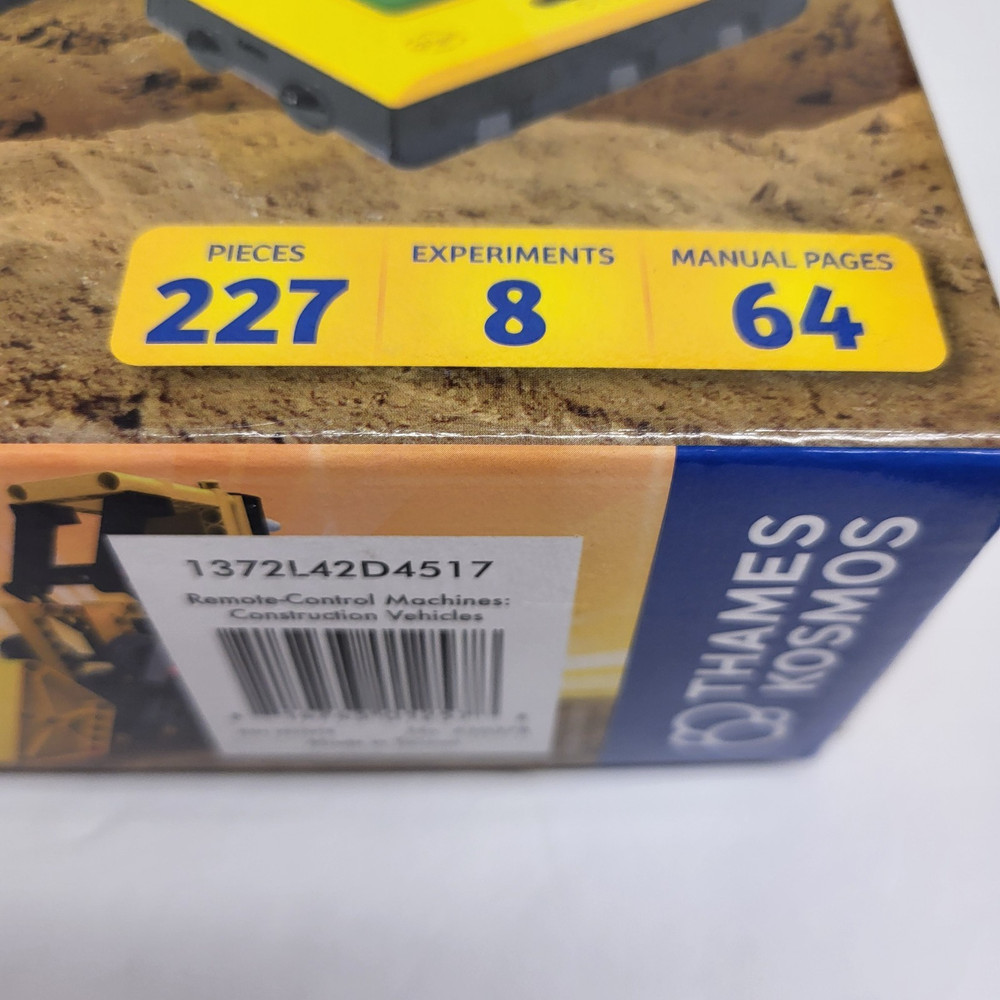 PIECES
227
EXPERIMENTS
8
MANUAL PAGES
64
1372L42D4517
Remote-Control Machines:
Construction Vehicles
THAMES
KOSMOS